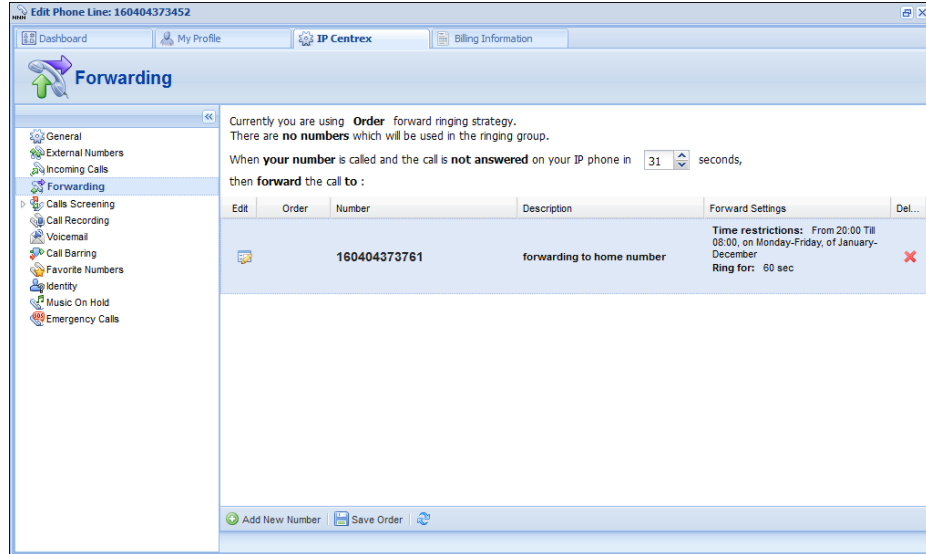 Edit Phone Line: 160404373452
Dashboard
My Profile
IP Centrex
Billing Information
Forwarding
General
External Numbers
Incoming Calls
Forwarding
Calls Screening
Call Recording
Voicemail
Call Barring
Favorite Numbers
Identity
Music On Hold
Emergency Calls
Currently you are using Order forward ringing strategy.
There are no numbers which will be used in the ringing group.
When your number is called and the call is not answered on your IP phone in 31 seconds,
then forward the call to :
Edit Order Number Description Forward Settings Del...
160404373761 forwarding to home number
Time restrictions: From 20:00 Till
08:00, on Monday-Friday, of January-
December
Ring for: 60 sec
Add New Number Save Order